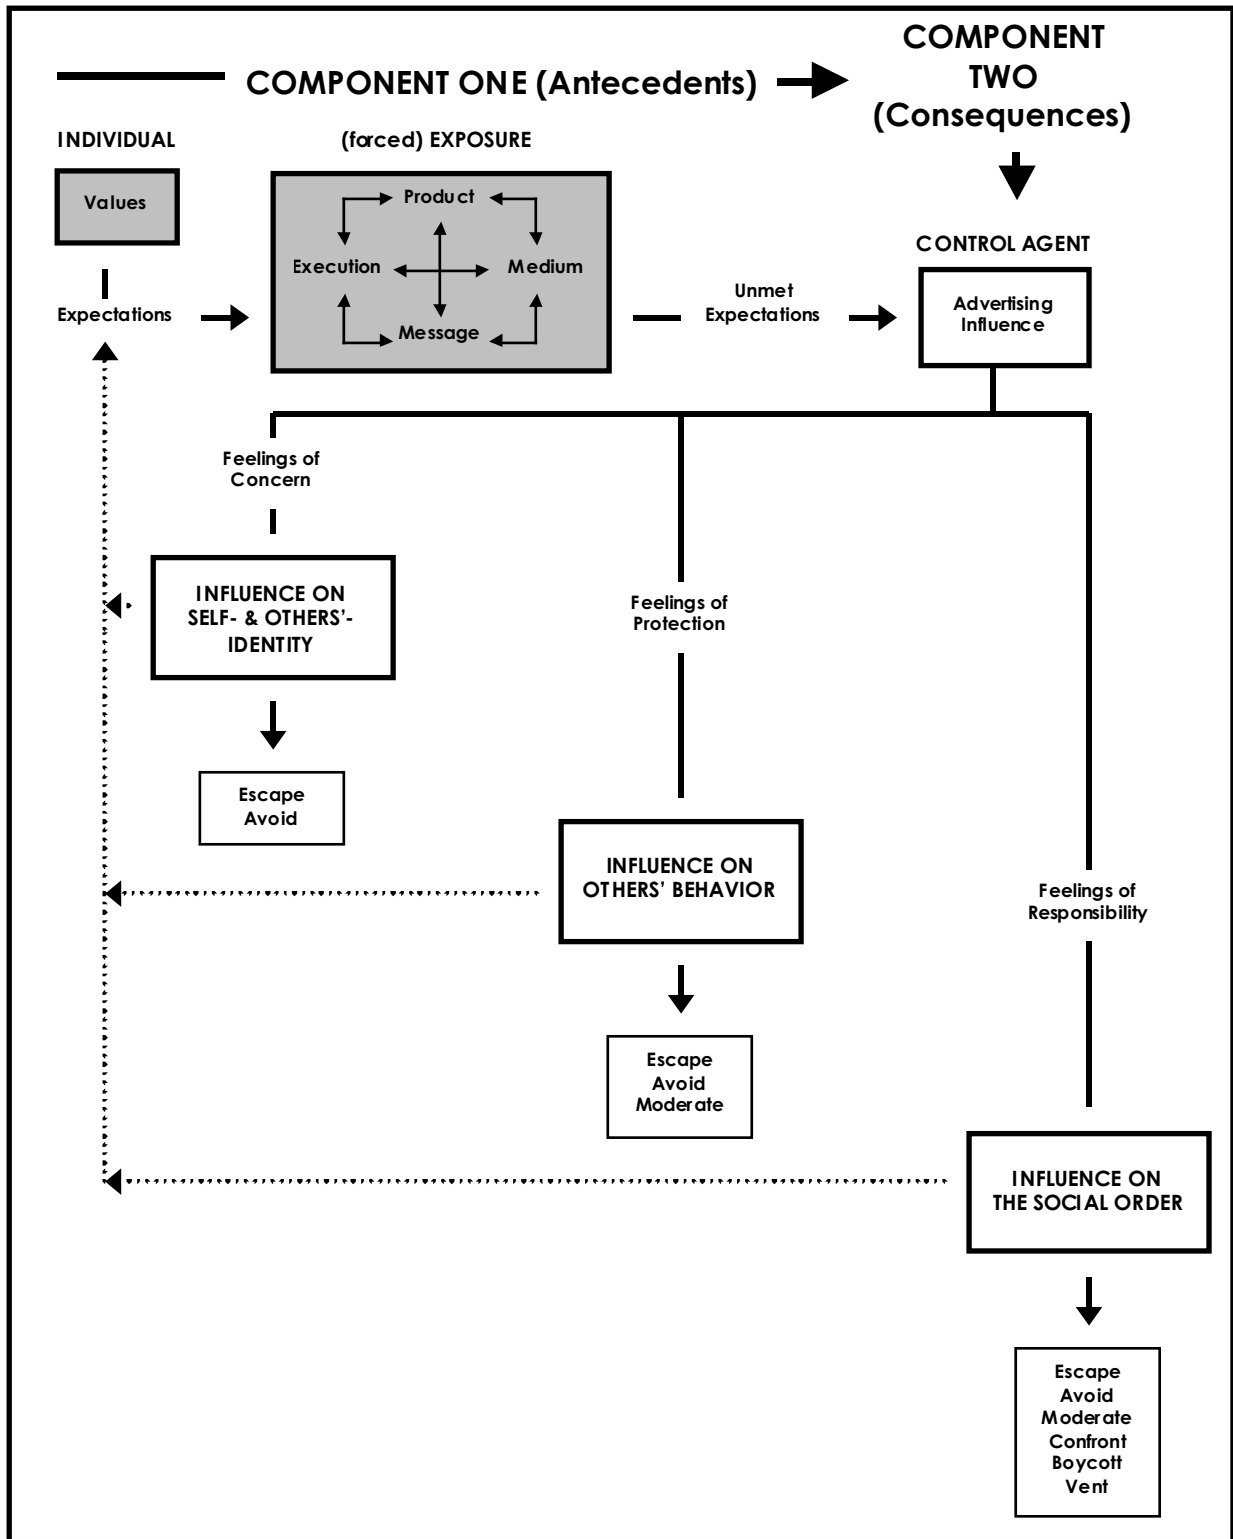 COMPONENT ONE (Antecedents)
COMPONENT
TWO
(Consequences)
INDIVIDUAL
(forced) EXPOSURE
Values
Product
Execution
Medium
Message
CONTROL AGENT
Expectations
Unmet
Expectations
Advertising
Influence
Feelings of
Concern
INFLUENCE ON
SELF- & OTHERS'-
IDENTITY
Feelings of
Protection
Escape
Avoid
INFLUENCE ON
OTHERS' BEHAVIOR
Feelings of
Responsibility
Escape
Avoid
Moderate
INFLUENCE ON
THE SOCIAL ORDER
Escape
Avoid
Moderate
Confront
Boycott
Vent